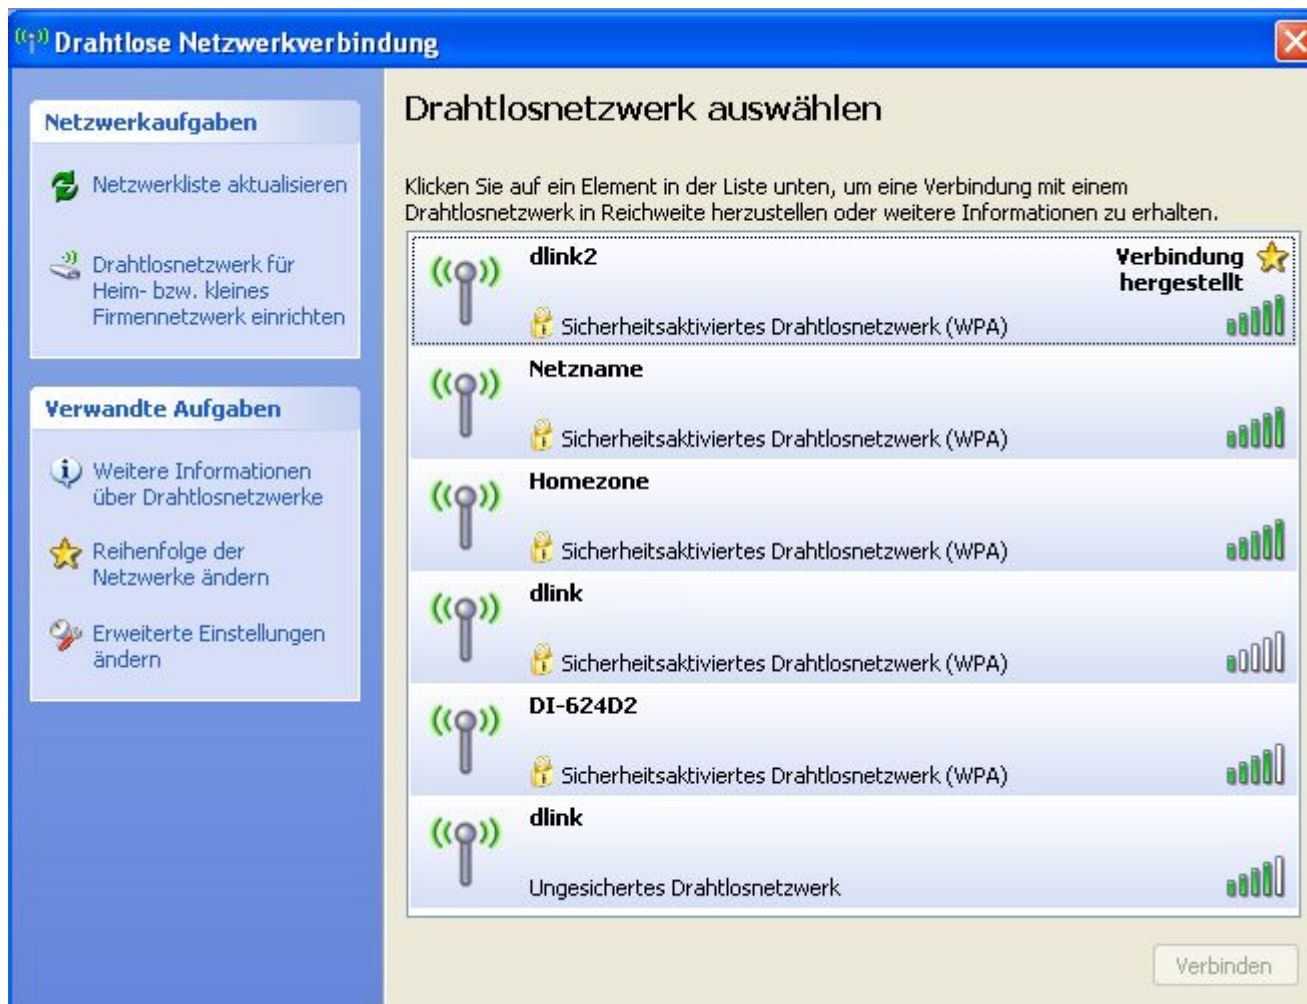 Drahtlose Netzwerkverbindung
Netzwerkaufgaben
Netzwerkliste aktualisieren
Drahtlosnetzwerk für
Heim- bzw. kleines
Firmennetzwerk einrichten
Verwandte Aufgaben
Weitere Informationen
über Drahtlosnetzwerke
Reihenfolge der
Netzwerke ändern
Erweiterte Einstellungen
ändern
Drahtlosnetzwerk auswählen
Klicken Sie auf ein Element in der Liste unten, um eine Verbindung mit einem
Drahtlosnetzwerk in Reichweite herzustellen oder weitere Informationen zu erhalten.
dlink2
Verbindung
hergestellt
Sicherheitsaktiviertes Drahtlosnetzwerk (WPA)
Netzname
Sicherheitsaktiviertes Drahtlosnetzwerk (WPA)
Homezone
Sicherheitsaktiviertes Drahtlosnetzwerk (WPA)
dlink
Sicherheitsaktiviertes Drahtlosnetzwerk (WPA)
DI-624D2
Sicherheitsaktiviertes Drahtlosnetzwerk (WPA)
dlink
Ungesichertes Drahtlosnetzwerk
Verbinden